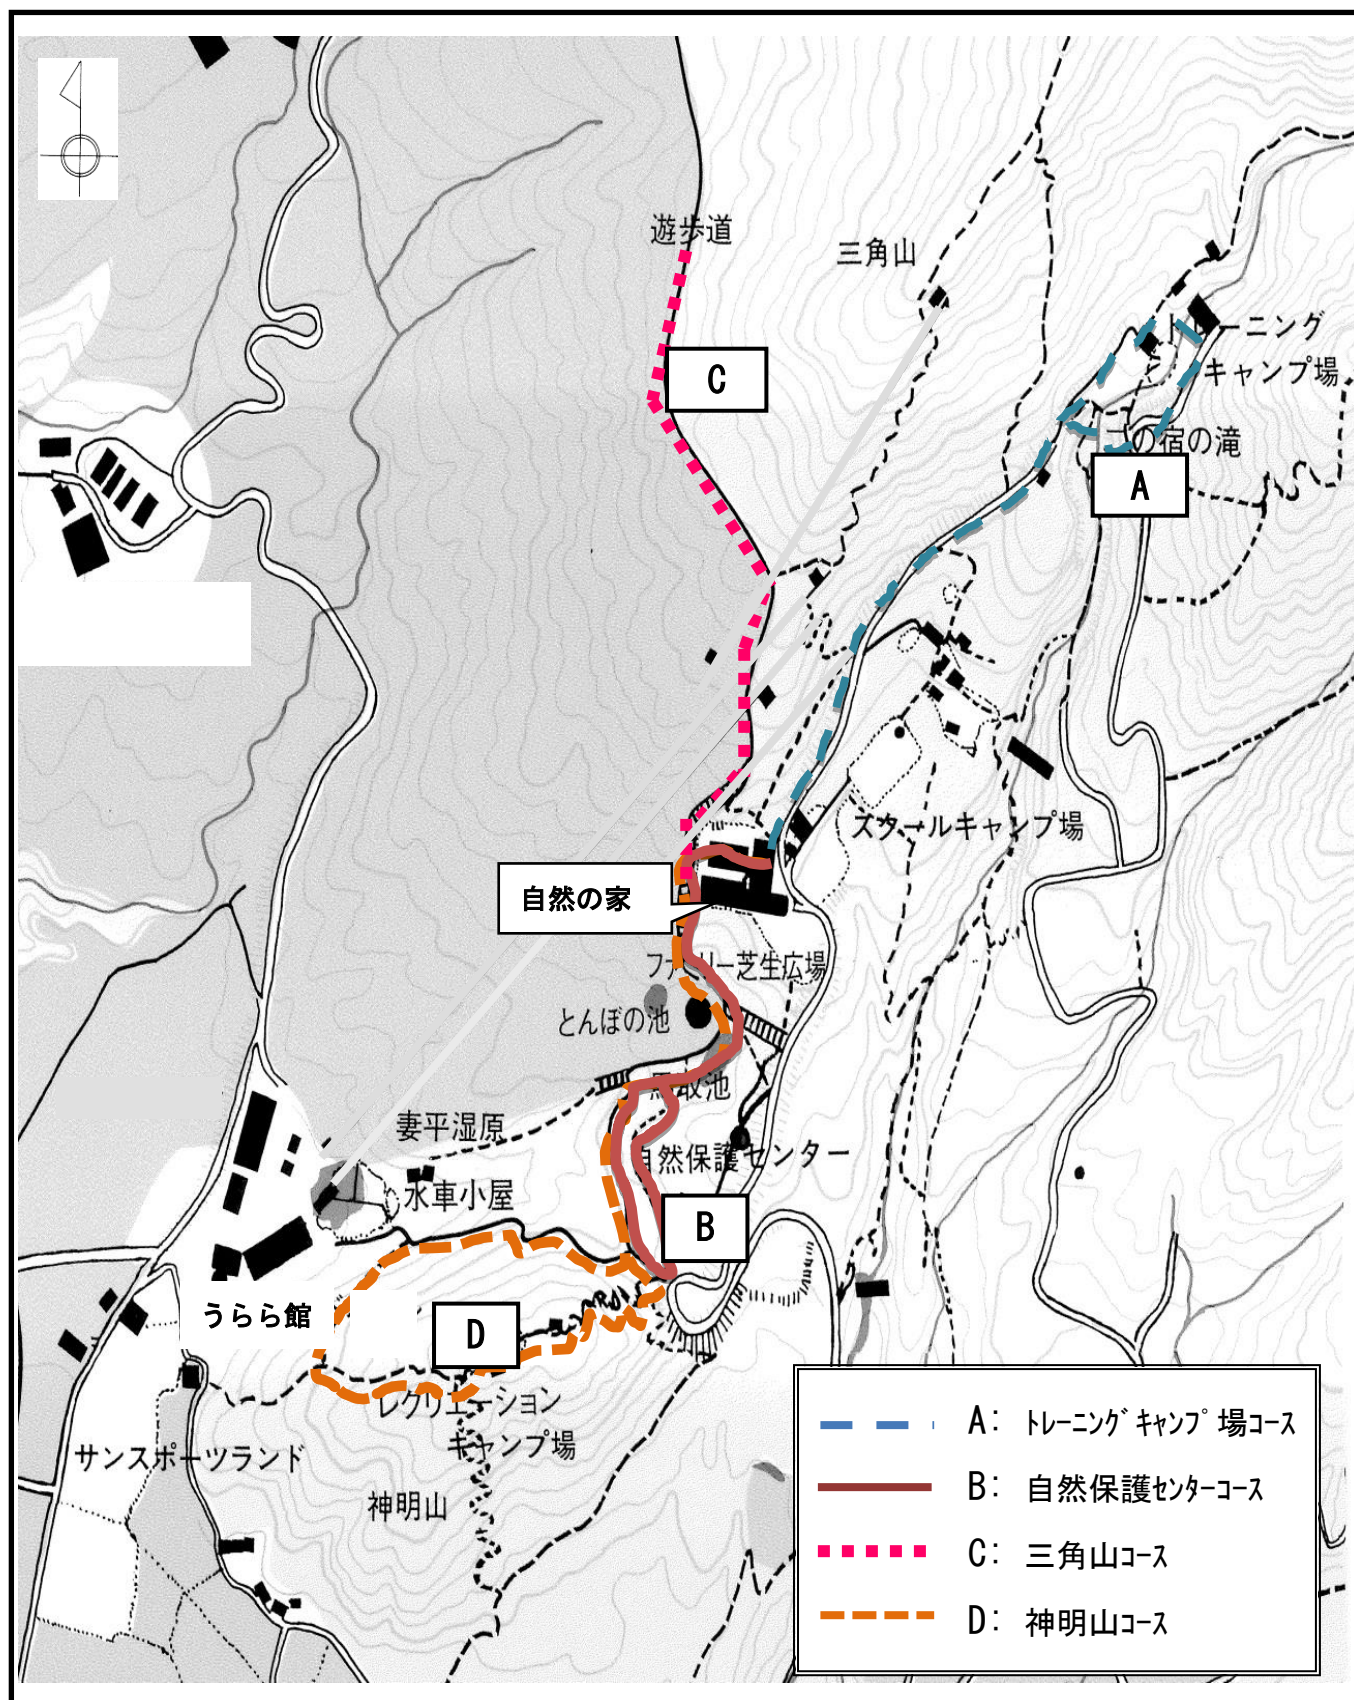 遊歩道
三角山
C
トレーニング
キャンプ場
二の宿の滝
A
スクールキャンプ場
自然の家
ファミリー芝生広場
とんぼの池
鳥取池
妻平湿原
自然保護センター
水車小屋
B
うらら館
D
レクリエーション
キャンプ場
サンスポーツランド
神明山
A: ﾄﾚｰﾆﾝｸﾞｷｬﾝﾌﾟ場ｺｰｽ
B: 自然保護ｾﾝﾀｰｺｰｽ
C: 三角山ｺｰｽ
D: 神明山ｺｰｽ